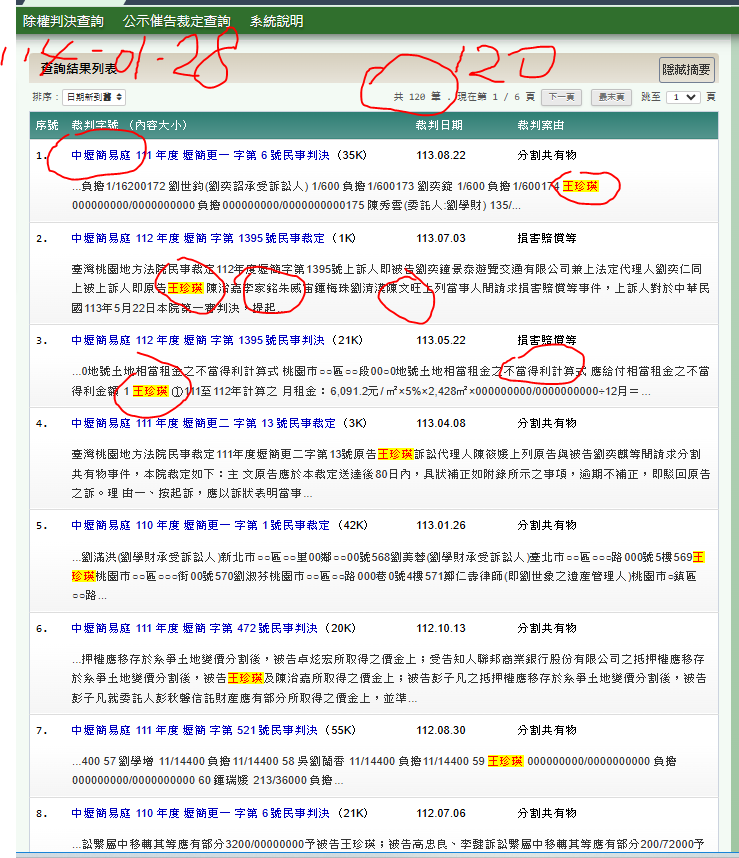 除權判決查詢 公示催告裁定查詢 系統說明
114-01-28
120
查詢結果列表 隱藏摘要
排序：日期新到舊 共 120 筆．現在第 1 / 6 頁 下一頁 最末頁 跳至 1 頁
序號 裁判字號 （內容大小） 裁判日期 裁判案由
1. 中壢簡易庭 111 年度 壢簡更一 字第 6 號民事判決（35K） 113.08.22 分割共有物
...負擔1/16200172 劉世鈞(劉奕韶承受訴訟人) 1/600 負擔1/600173 劉奕錠 1/600 負擔1/600174 王珍瑛
000000000/0000000000 負擔 000000000/0000000000175 陳秀雲(委託人:劉學財) 135/...
2. 中壢簡易庭 112 年度 壢簡 字第 1395 號民事裁定（1K） 113.07.03 損害賠償等
臺灣桃園地方法院民事裁定112年度壢簡字第1395號上訴人即被告劉奕鐘景泰遊覽交通有限公司兼上法定代理人劉奕仁同
上被上訴人即原告王珍瑛 陳治嘉李家銘朱威宙鍾梅珠劉清漢陳文旺上列當事人間請求損害賠償等事件，上訴人對於中華民
國113年5月22日本院第一審判決，提起...
3. 中壢簡易庭 112 年度 壢簡 字第 1395 號民事判決（21K） 113.05.22 損害賠償等
...0地號土地相當租金之不當得利計算式 桃園市○○區○○段00○0地號土地相當租金之不當得利計算式 應給付相當租金之不當
得利金額 1 王珍瑛 ①111至112年計算之 月租金：6,091.2元/㎡×5%×2,428㎡×000000000/0000000000÷12月＝...
4. 中壢簡易庭 111 年度 壢簡更二 字第 13 號民事裁定（3K） 113.04.08 分割共有物
臺灣桃園地方法院民事裁定111年度壢簡更二字第13號原告王珍瑛訴訟代理人陳筱媛上列原告與被告劉奕麒等間請求分割
共有物事件，本院裁定如下：主 文原告應於本裁定送達後80日內，具狀補正如附錄所示之事項，逾期不補正，即駁回原告
之訴。理 由一、按起訴，應以訴狀表明當事...
5. 中壢簡易庭 110 年度 壢簡更一 字第 1 號民事裁定（42K） 113.01.26 分割共有物
...劉滿洪(劉學財承受訴訟人)新北市○○區○○里00鄰○○00號568劉美蓉(劉學財承受訴訟人)臺北市○○區○○○路000號5樓569王
珍瑛桃園市○○區○○○街00號570劉淑芬桃園市○○區○○路000巷0號4樓571鄭仁壽律師(即劉世象之遺產管理人)桃園市○鎮區
○○路...
6. 中壢簡易庭 111 年度 壢簡 字第 472 號民事判決（20K） 112.10.13 分割共有物
...押權應移存於系爭土地變價分割後，被告卓炫宏所取得之價金上；受告知人聯邦商業銀行股份有限公司之抵押權應移存
於系爭土地變價分割後，被告王珍瑛及陳治嘉所取得之價金上；被告彭子凡之抵押權應移存於系爭土地變價分割後，被告
彭子凡就委託人彭秋馨信託財產應有部分所取得之價金上，並準...
7. 中壢簡易庭 111 年度 壢簡 字第 521 號民事判決（55K） 112.08.30 分割共有物
...400 57 劉學增 11/14400 負擔11/14400 58 吳劉蘭香 11/14400 負擔11/14400 59 王珍瑛 000000000/0000000000 負擔
000000000/0000000000 60 鍾瑞媛 213/36000 負擔...
8. 中壢簡易庭 110 年度 壢簡更一 字第 6 號民事判決（21K） 112.07.06 分割共有物
...訟繫屬中移轉其等應有部分3200/00000000予被告王珍瑛；被告高忠良、李靆訴訟繫屬中移轉其等應有部分200/72000予